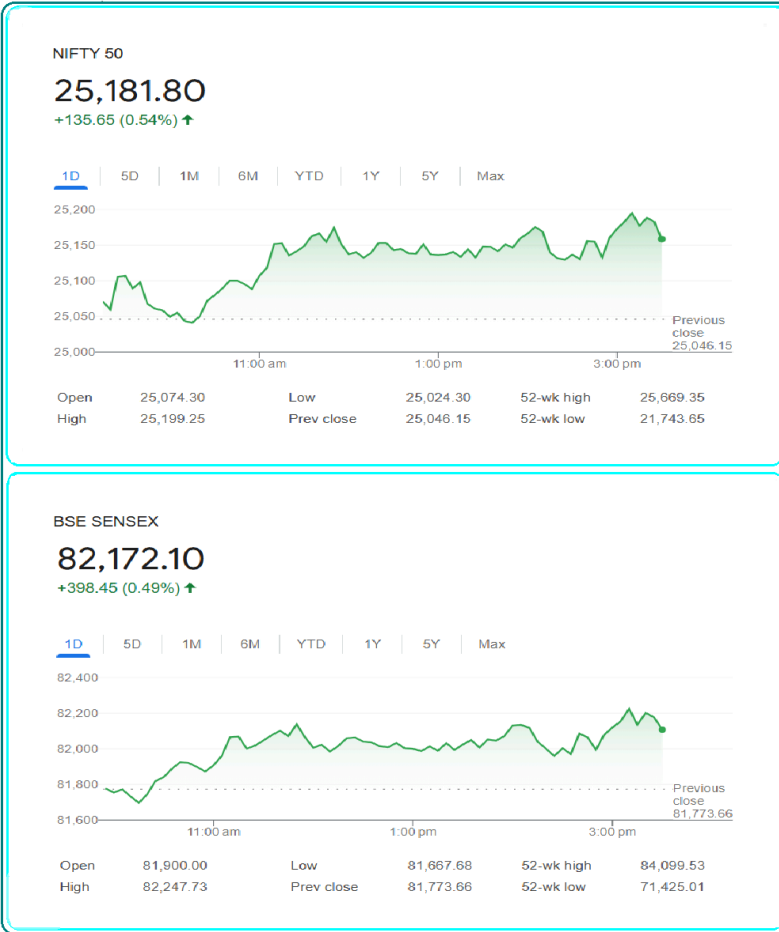 NIFTY 50
25,181.80
+135.65 (0.54%) ↑
1D 5D 1M 6M YTD 1Y 5Y Max
25,200
25,150
25,100
25,050
25,000
Previous
close
25,046.15
11:00 am 1:00 pm 3:00 pm
Open 25,074.30 Low 25,024.30 52-wk high 25,669.35
High 25,199.25 Prev close 25,046.15 52-wk low 21,743.65
BSE SENSEX
82,172.10
+398.45 (0.49%) ↑
1D 5D 1M 6M YTD 1Y 5Y Max
82,400
82,200
82,000
81,800
81,600
Previous
close
81,773.66
11:00 am 1:00 pm 3:00 pm
Open 81,900.00 Low 81,667.68 52-wk high 84,099.53
High 82,247.73 Prev close 81,773.66 52-wk low 71,425.01